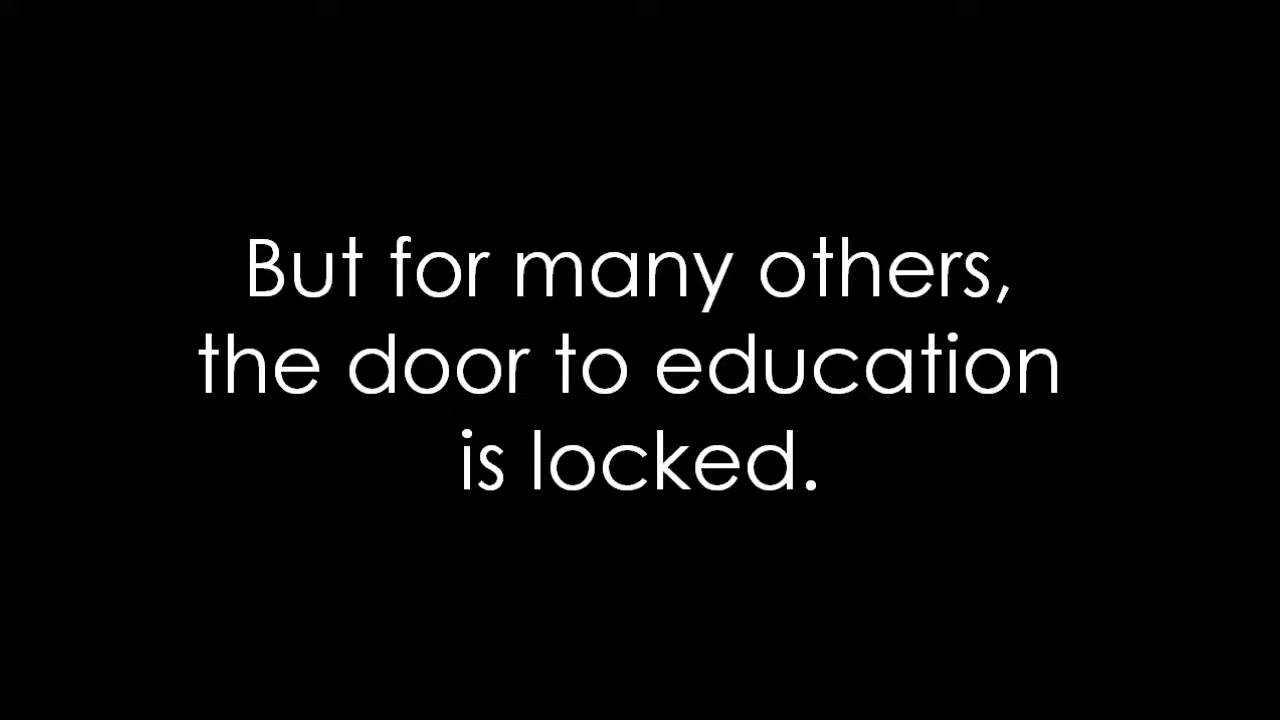 But for many others,
the door to education
is locked.